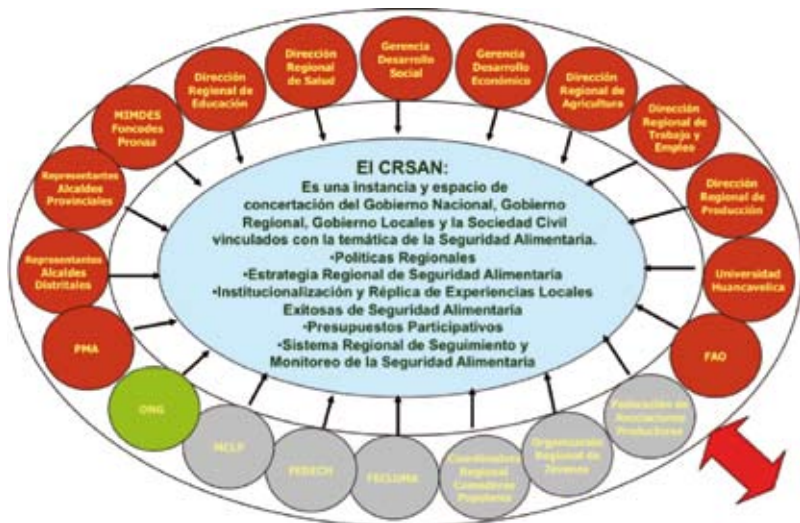 Gerencia
Desarrollo
Social
Gerencia
Desarrollo
Económico
Dirección
Regional
de Salud
Dirección
Regional de
Agricultura
Dirección
Regional de
Educación
Dirección
Regional de
Trabajo y
Empleo
MIMDES
Foncodes
Pronaa
Dirección
Regional de
Producción
Representantes
Alcaldes
Provinciales
Universidad
Huancavelica
Representantes
Alcaldes
Distritales
FAO
PMA
ONG
MCLP
FEDECH
Coordinadora
Regional
Comedores
Populares
Organización
Regional de
Jóvenes
Federación de
Asociaciones
Productores
El CRSAN:
Es una instancia y espacio de
concertación del Gobierno Nacional, Gobierno
Regional, Gobierno Locales y la Sociedad Civil
vinculados con la temática de la Seguridad Alimentaria.
•Políticas Regionales
•Estrategia Regional de Seguridad Alimentaria
•Institucionalización y Réplica de Experiencias Locales
Exitosas de Seguridad Alimentaria
•Presupuestos Participativos
•Sistema Regional de Seguimiento y
Monitoreo de la Seguridad Alimentaria